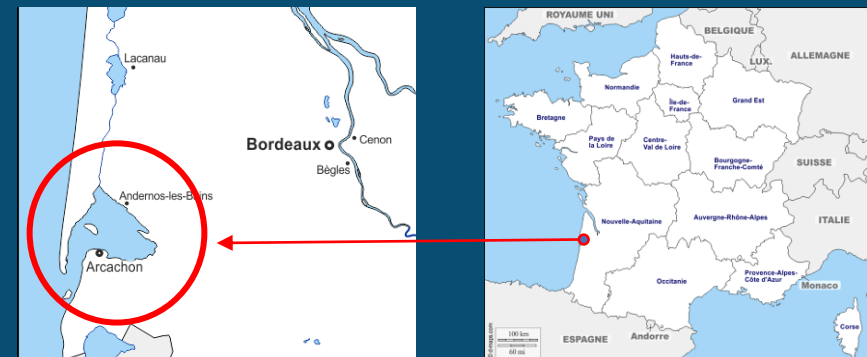 Lacanau
Bordeaux
Cenon
Bègles
Andernos-les-Bains
Arcachon
ROYAUME UNI
BELGIQUE
LUX.
ALLEMAGNE
Hauts-de-
France
Normandie
Île-de-
France
Grand Est
Bretagne
Pays de
la Loire
Centre-
Val de Loire
Bourgogne-
Franche-Comté
SUISSE
Nouvelle-Aquitaine
Auvergne-Rhône-Alpes
ITALIE
Occitanie
Provence-Alpes-
Côte d'Azur
Monaco
Corse
ESPAGNE
Andorre
100 km
60 mi